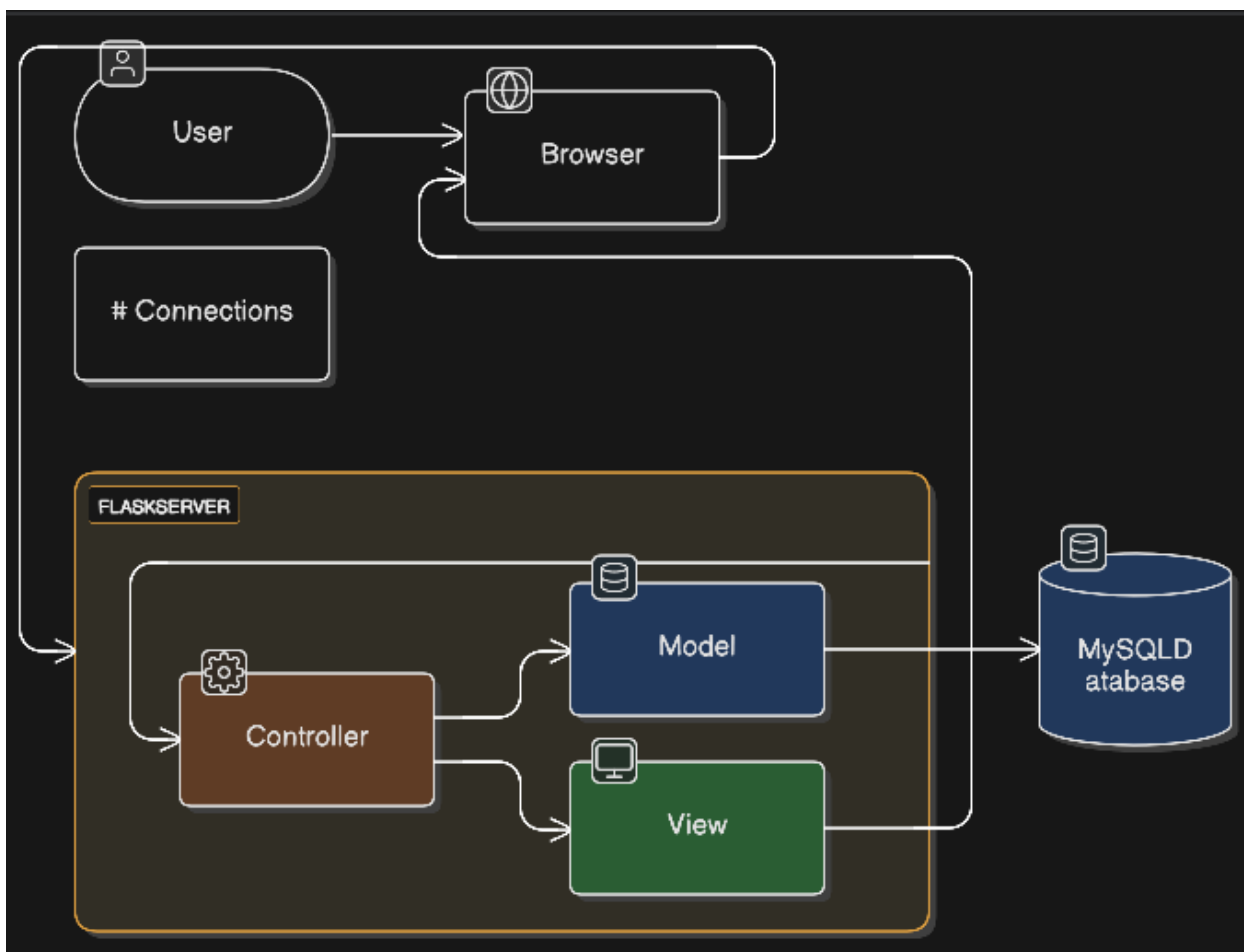 User
Browser
# Connections
FLASKSERVER
Model
MySQLD
atabase
Controller
View